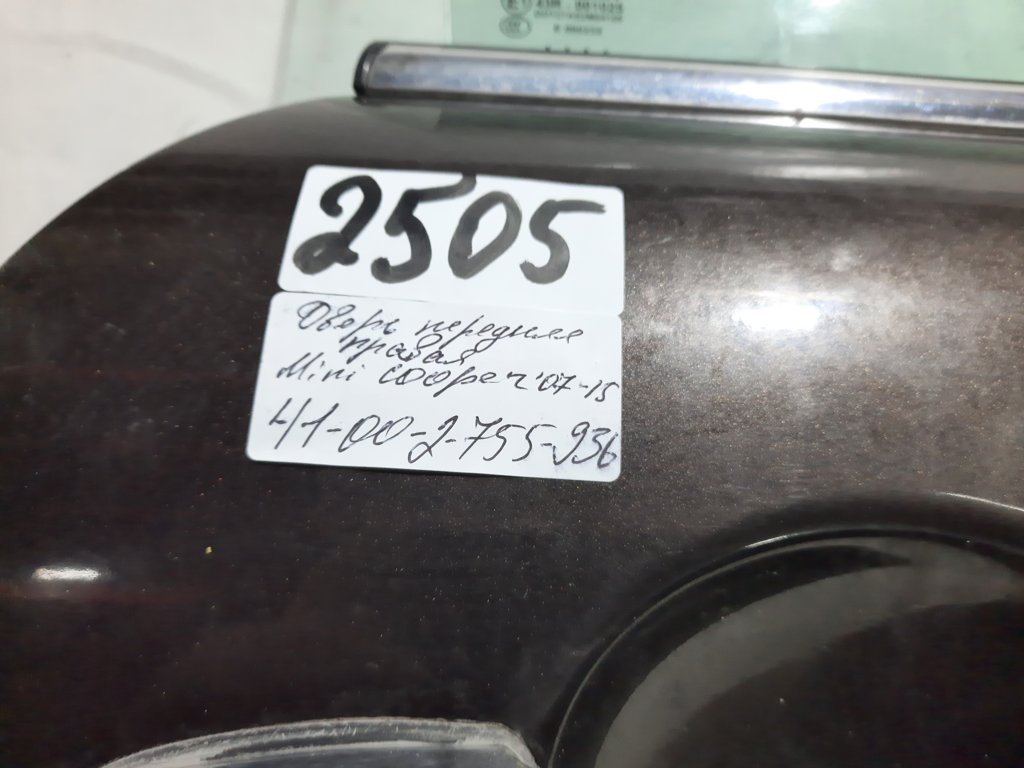 2505
Дверь передняя
правая
Mini Cooper '07-15
41-00-2-755-936